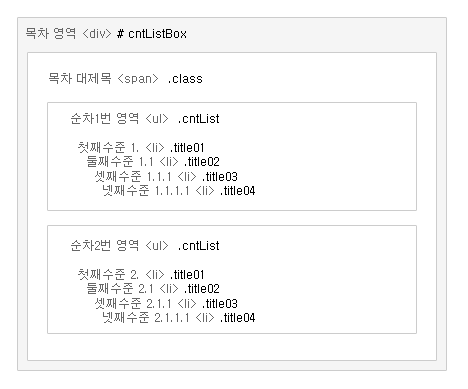 목차 영역 <div> # cntListBox
목차 대제목 <span> .class
순차1번 영역 <ul> .cntList
첫째수준 1. <li> .title01
둘째수준 1.1 <li> .title02
셋째수준 1.1.1 <li> .title03
넷째수준 1.1.1.1 <li> .title04
순차2번 영역 <ul> .cntList
첫째수준 2. <li> .title01
둘째수준 2.1 <li> .title02
셋째수준 2.1.1 <li> .title03
넷째수준 2.1.1.1 <li> .title04